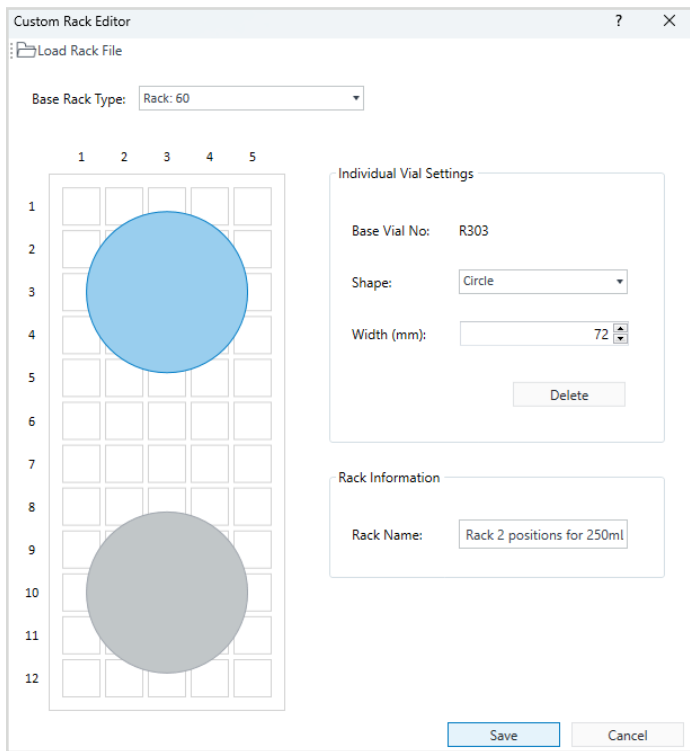 Custom Rack Editor ?
Load Rack File
Base Rack Type: Rack: 60
1 2 3 4 5
1
2
3
4
5
6
7
8
9
10
11
12
Individual Vial Settings
Base Vial No: R303
Shape: Circle
Width (mm): 72
Delete
Rack Information
Rack Name: Rack 2 positions for 250ml
Save Cancel